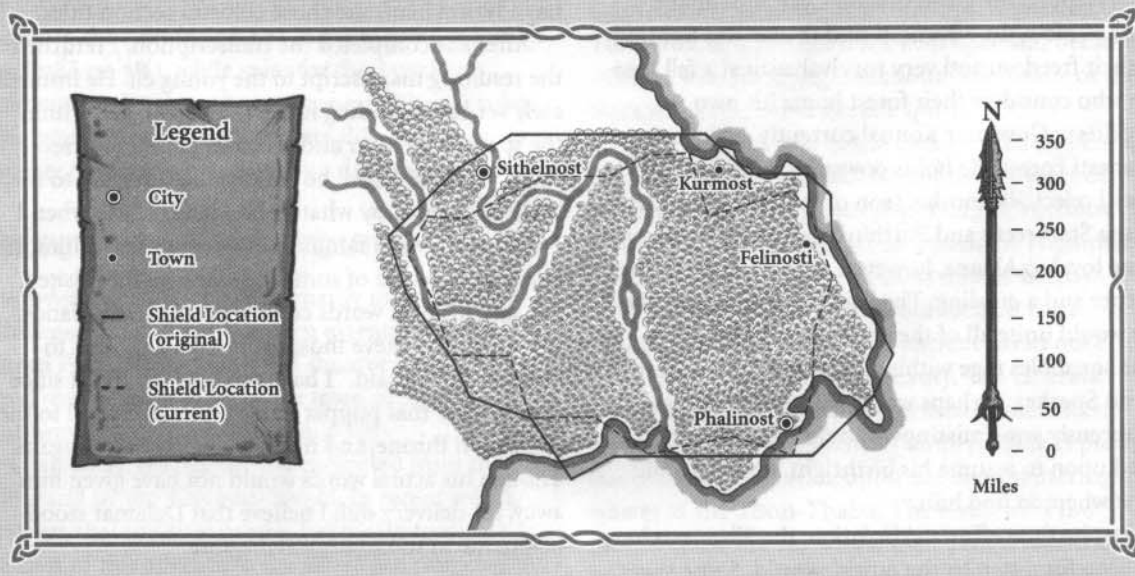 Legend
City
Town
Shield Location
(original)
Shield Location
(current)
Sithelnost
Kurmost
Felinosti
Phalinost
N
350
300
250
200
150
100
50
0
Miles